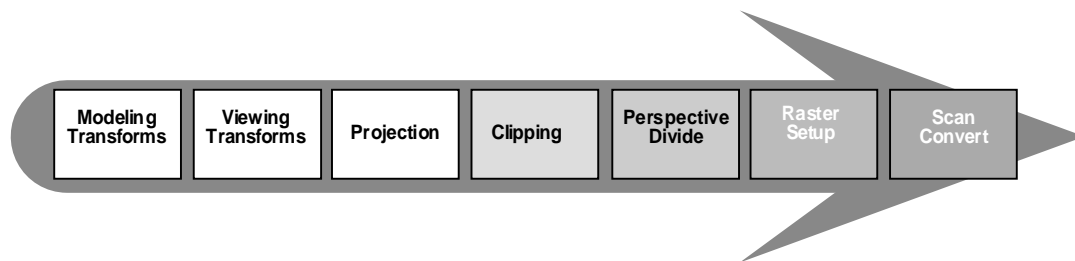 Modeling
Transforms
Viewing
Transforms
Projection
Clipping
Perspective
Divide
Raster
Setup
Scan
Convert